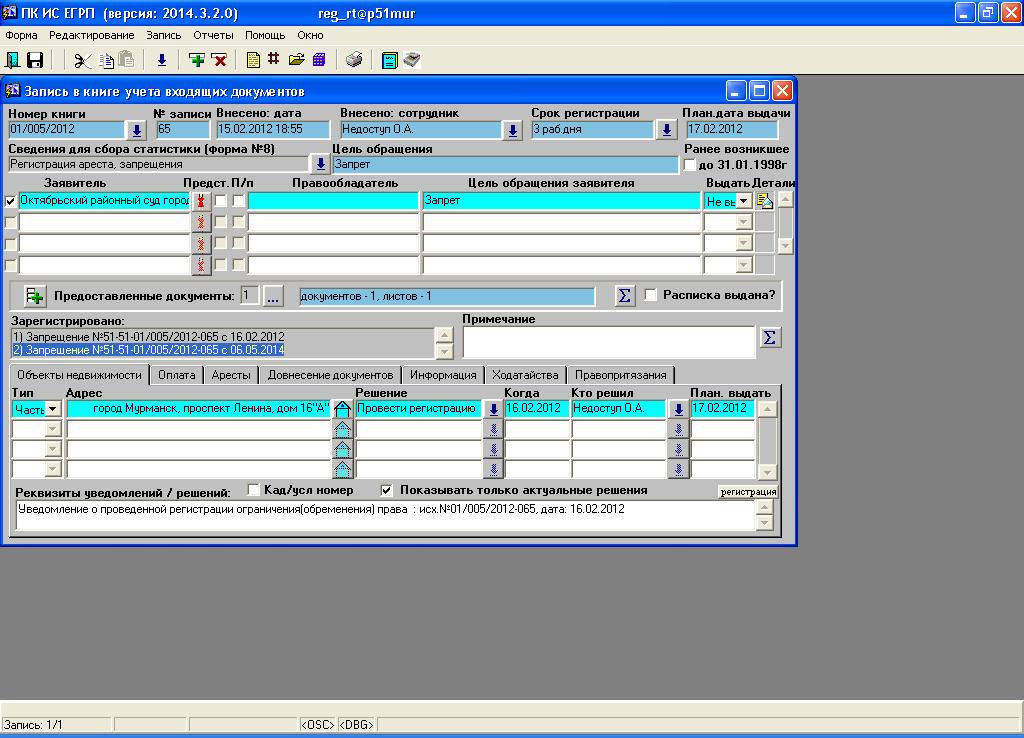 ПК ИС ЕГРП (версия: 2014.3.2.0) reg_rt@p51mur
Форма Редактирование Запись Отчеты Помощь Окно
Запись в книге учета входящих документов
Номер книги № записи Внесено: дата Внесено: сотрудник Срок регистрации План.дата выдачи
01/005/2012 65 15.02.2012 18:55 Недоступ О.А. 3 раб.дня 17.02.2012
Сведения для сбора статистики (форма №8) Цель обращения Ранее возникшее
Регистрация ареста, запрещения Запрет до 31.01.1998г
Заявитель Предст. П/п Правообладатель Цель обращения заявителя Выдать Детали
Октябрьский районный суд город Запрет Не вы
Предоставленные документы: 1 ... документов - 1, листов - 1 Σ Расписка выдана?
Зарегистрировано: Примечание
1) Запрещение №51-51-01/005/2012-065 с 16.02.2012
2) Запрещение №51-51-01/005/2012-065 с 06.05.2014 Σ
Объекты недвижимости Оплата Аресты Довнесение документов Информация Ходатайства Правопритязания
Тип Адрес Решение Когда Кто решил План. выдать
Часть город Мурманск, проспект Ленина, дом 16"А" Провести регистрацию 16.02.2012 Недоступ О.А. 17.02.2012
Реквизиты уведомлений / решений: Кад/усл номер Показывать только актуальные решения регистрация
Уведомление о проведенной регистрации ограничения(обременения) права : исх.№01/005/2012-065, дата: 16.02.2012
Запись: 1/1 <OSC> <DBG>